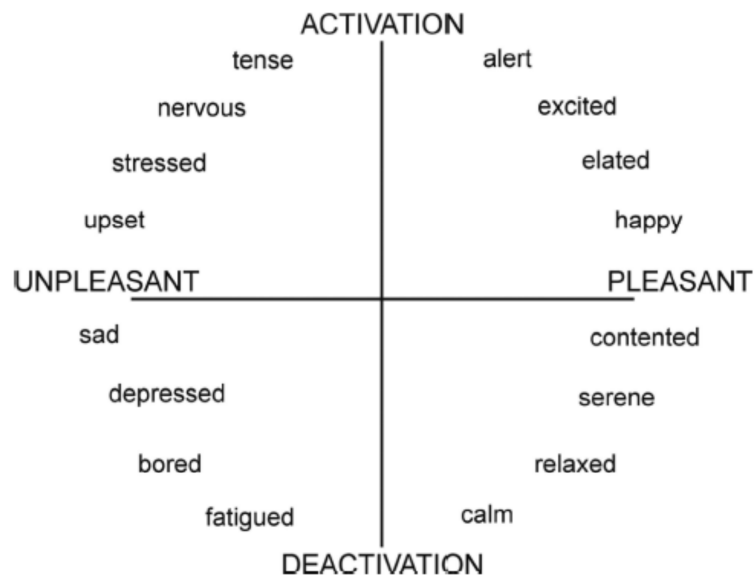 ACTIVATION
tense alert
nervous excited
stressed elated
upset happy
UNPLEASANT PLEASANT
sad contented
depressed serene
bored relaxed
fatigued calm
DEACTIVATION